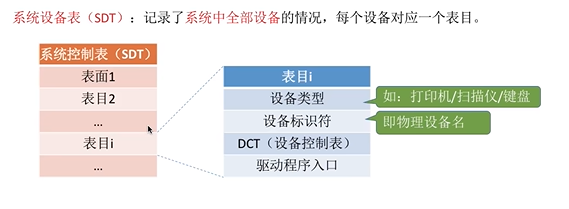 系统设备表（SDT）：记录了系统中全部设备的情况，每个设备对应一个表目。
系统控制表（SDT）
表面1
表目2
...
表目i
...
表目i
设备类型
设备标识符
DCT（设备控制表）
驱动程序入口
如：打印机/扫描仪/键盘
即物理设备名